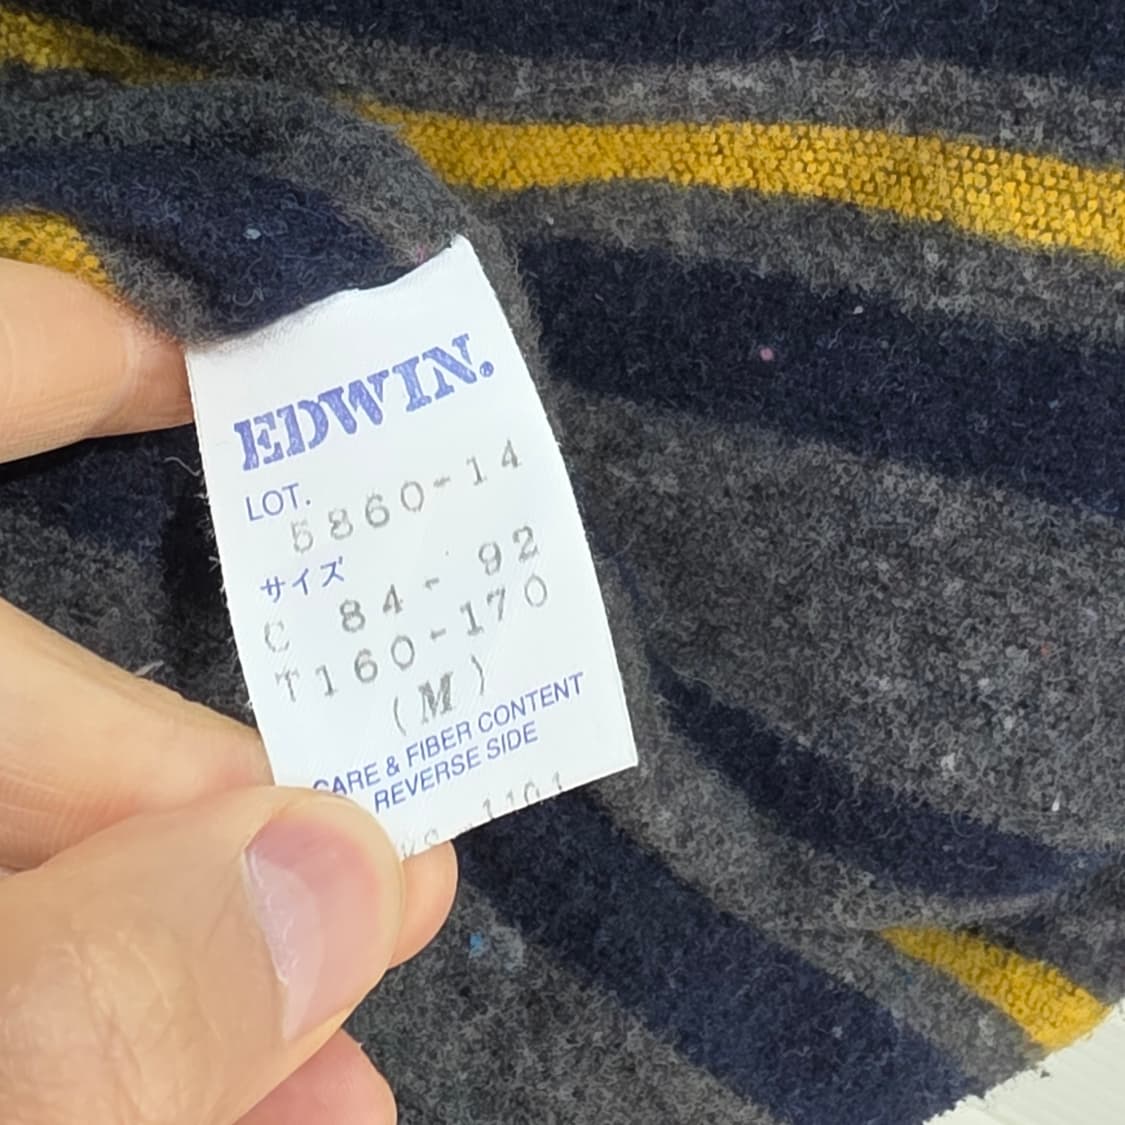 EDWIN.
LOT.
5860-14
サイズ
C 84- 92
T160-170
(M)
CARE & FIBER CONTENT
REVERSE SIDE